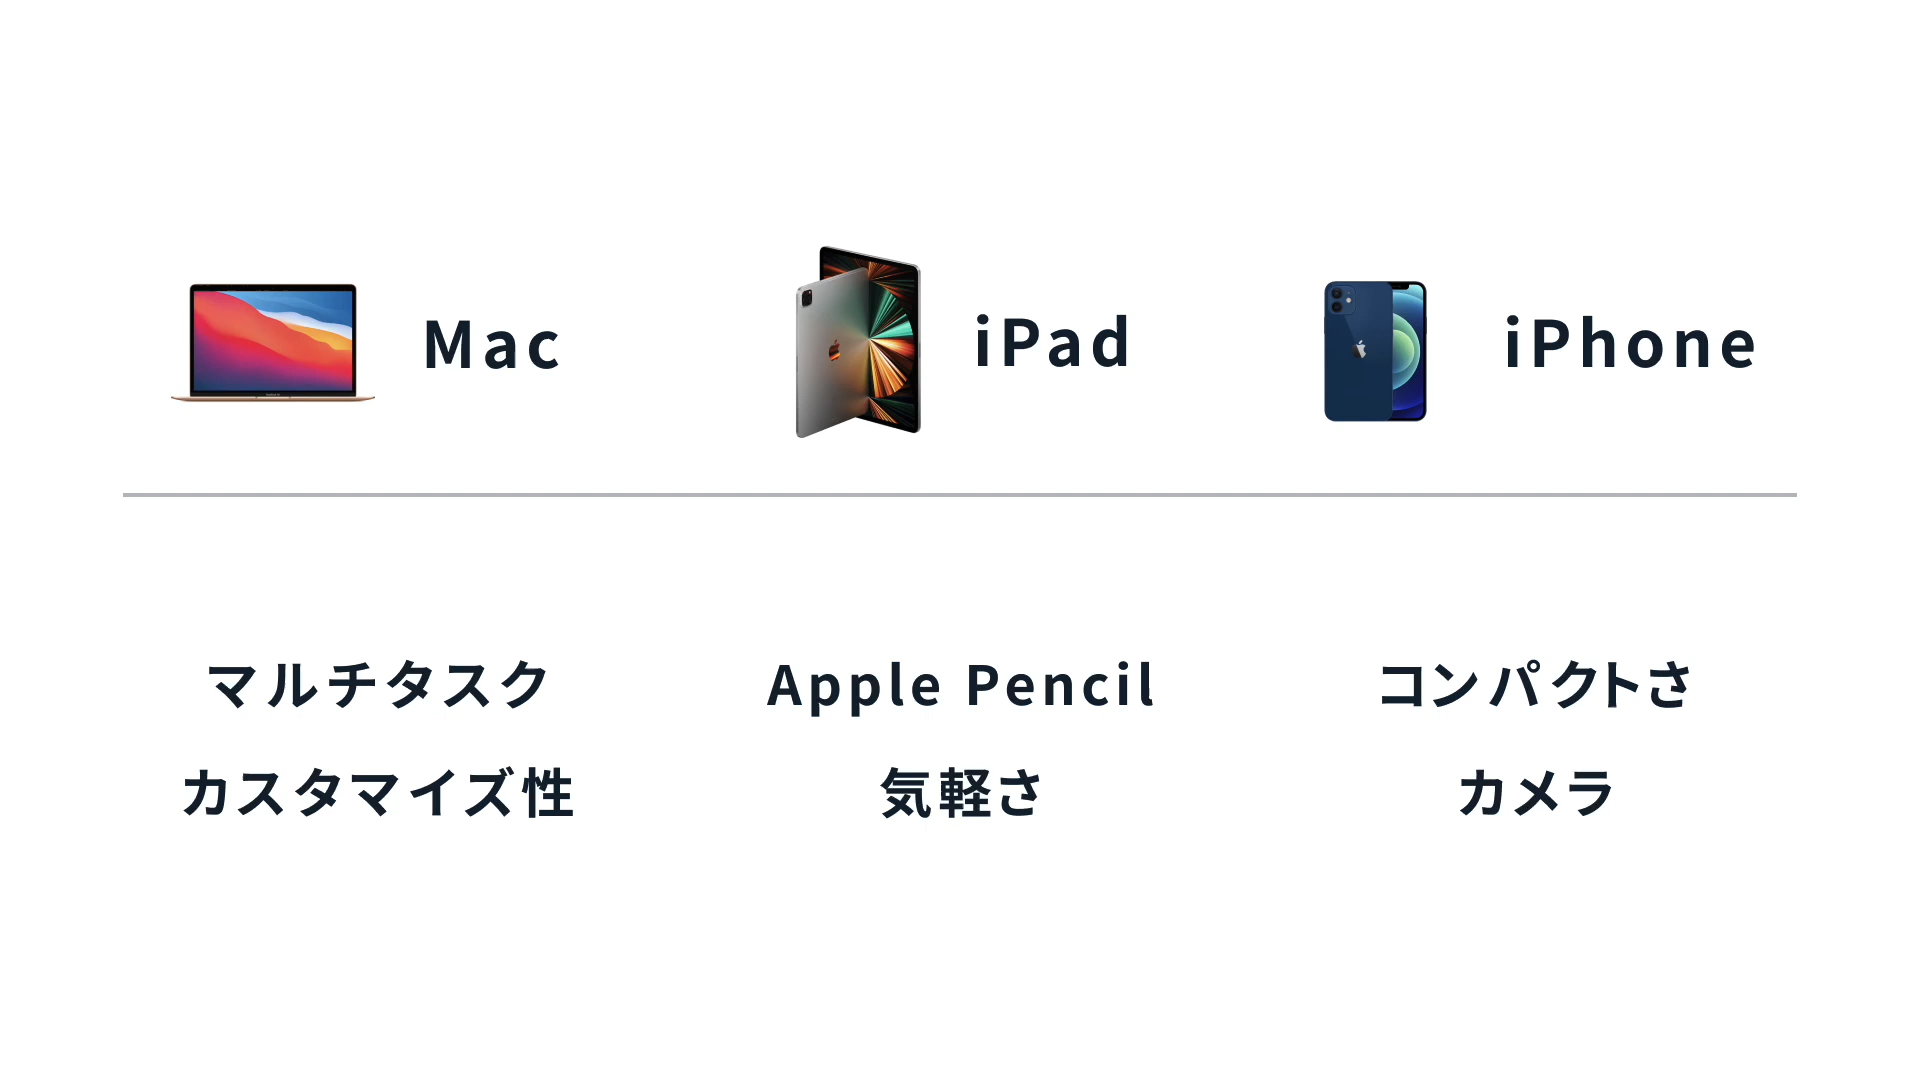 Mac
iPad
iPhone
マルチタスク
Apple Pencil
コンパクトさ
カスタマイズ性
気軽さ
カメラ